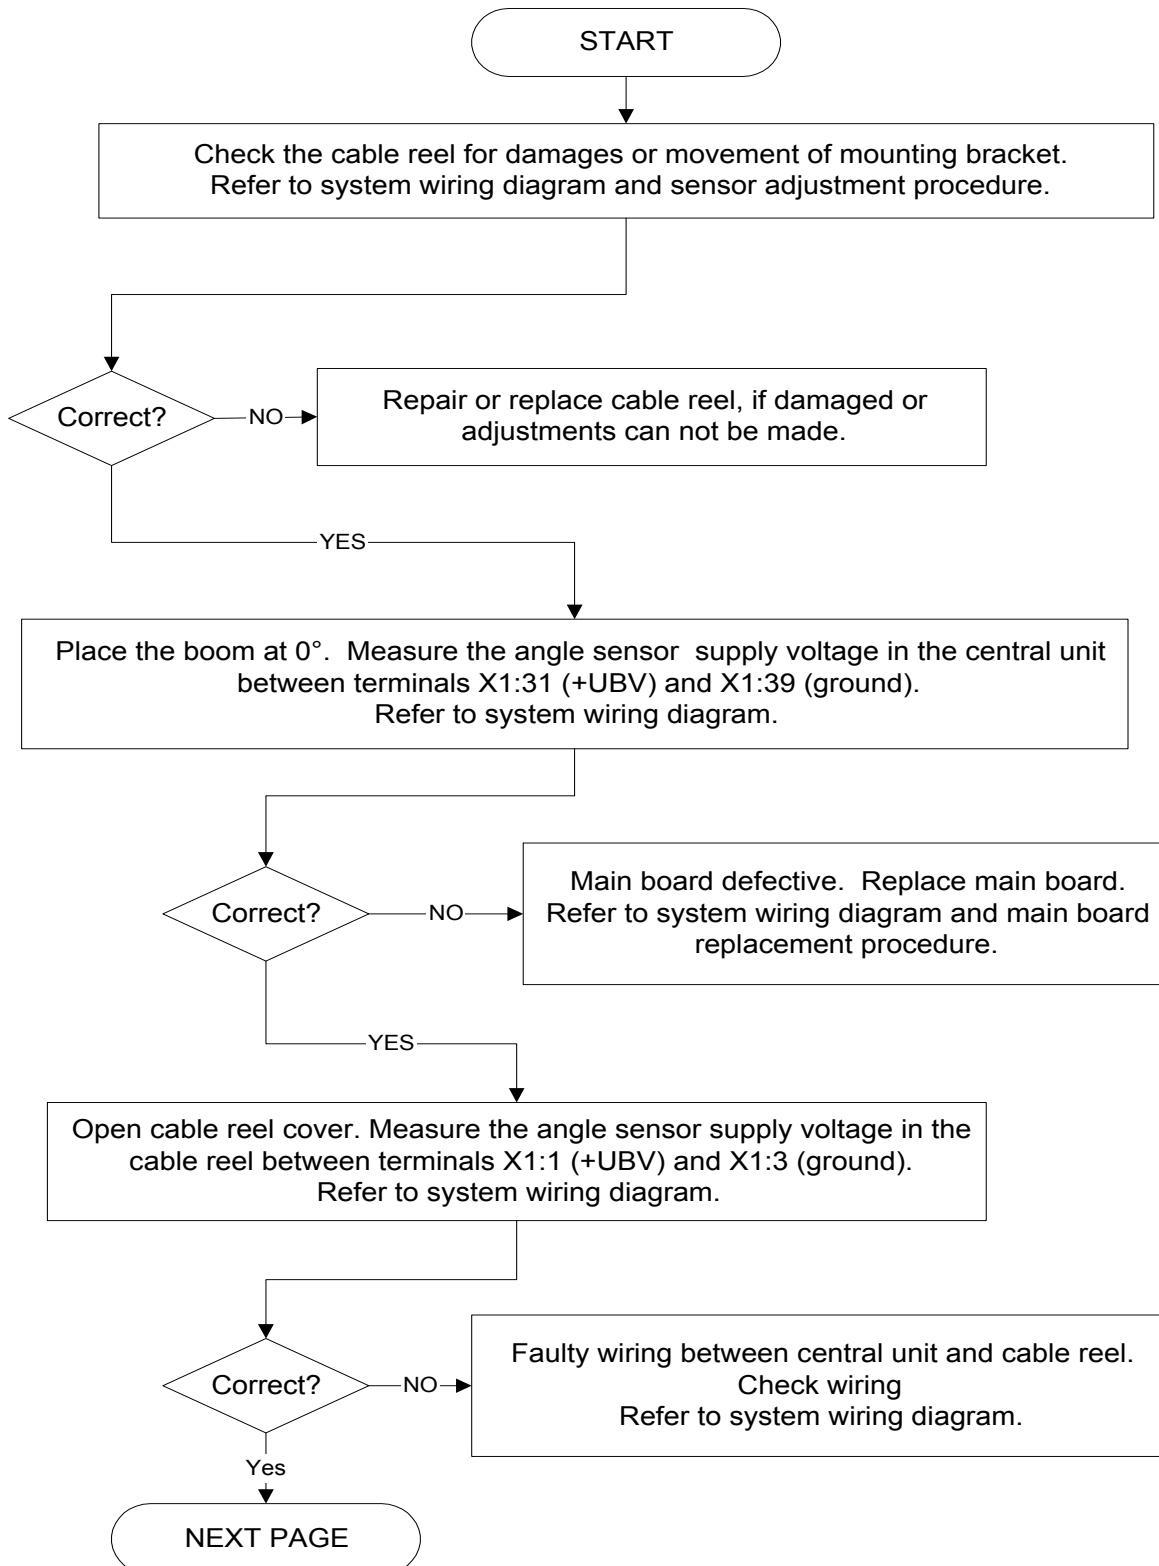 START
Check the cable reel for damages or movement of mounting bracket.
Refer to system wiring diagram and sensor adjustment procedure.
Correct?
NO
Repair or replace cable reel, if damaged or
adjustments can not be made.
YES
Place the boom at 0°.  Measure the angle sensor  supply voltage in the central unit
between terminals X1:31 (+UBV) and X1:39 (ground).
Refer to system wiring diagram.
Correct?
NO
Main board defective.  Replace main board.
Refer to system wiring diagram and main board
replacement procedure.
YES
Open cable reel cover. Measure the angle sensor supply voltage in the
cable reel between terminals X1:1 (+UBV) and X1:3 (ground).
Refer to system wiring diagram.
Correct?
NO
Faulty wiring between central unit and cable reel.
Check wiring
Refer to system wiring diagram.
Yes
NEXT PAGE